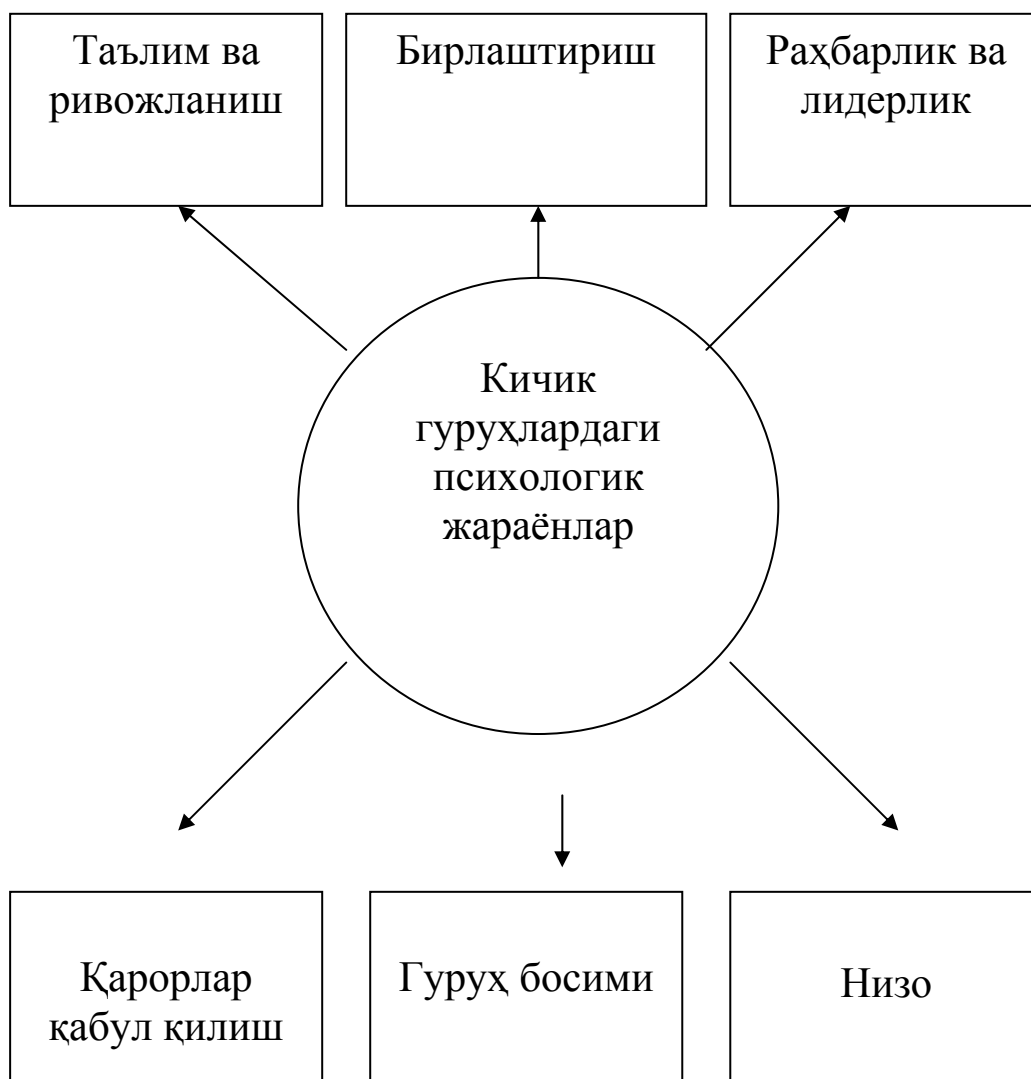 Таълим ва
ривожланиш
Бирлаштириш
Раҳбарлик ва
лидерлик
Кичик
гуруҳлардаги
психологик
жараёнлар
Қарорлар
қабул қилиш
Гуруҳ босими
Низо